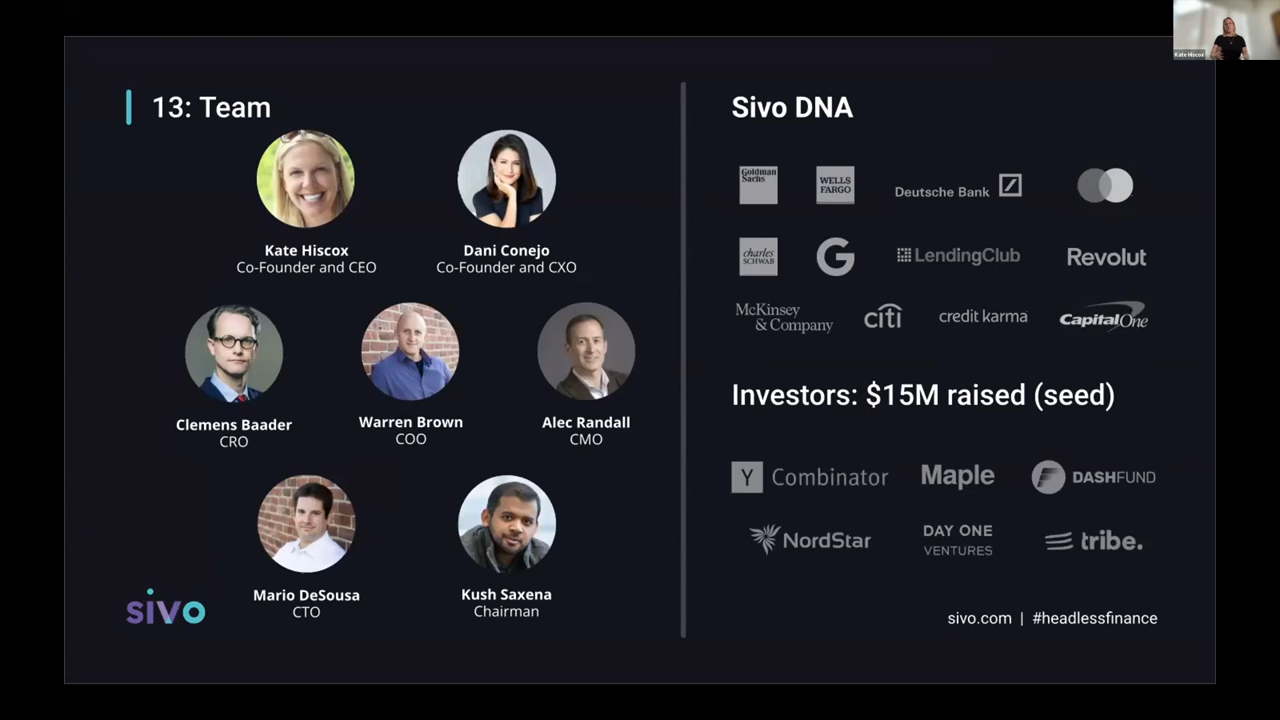 Kate Hiscox
13: Team
Kate Hiscox
Co-Founder and CEO
Dani Conejo
Co-Founder and CXO
Clemens Baader
CRO
Warren Brown
COO
Alec Randall
CMO
Mario DeSousa
CTO
Kush Saxena
Chairman
sivo
Sivo DNA
Goldman
Sachs
WELLS
FARGO
Deutsche Bank
charles
SCHWAB
G
LendingClub
Revolut
McKinsey
& Company
citi
credit karma
Capital One
Investors: $15M raised (seed)
Y Combinator
Maple
DASHFUND
NordStar
DAY ONE
VENTURES
tribe.
sivo.com | #headlessfinance